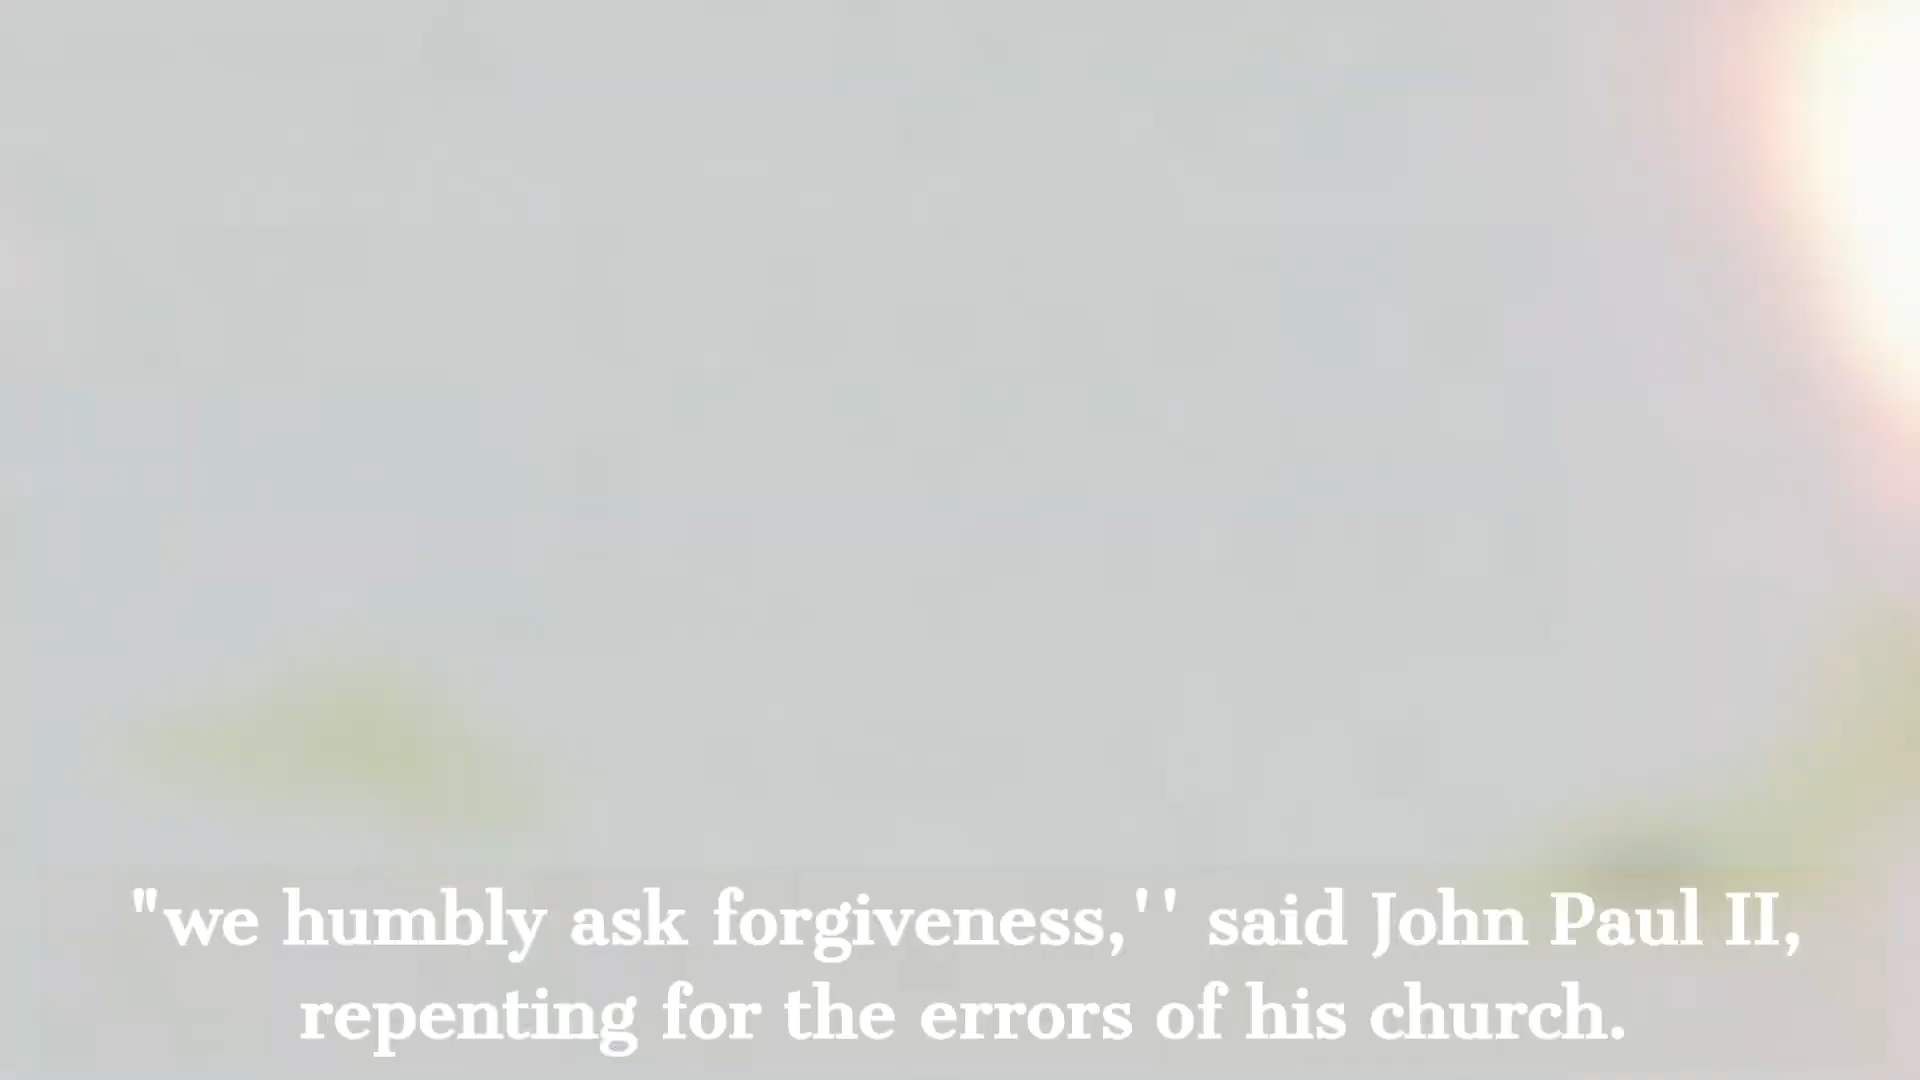 "we humbly ask forgiveness,'' said John Paul II,
repenting for the errors of his church.